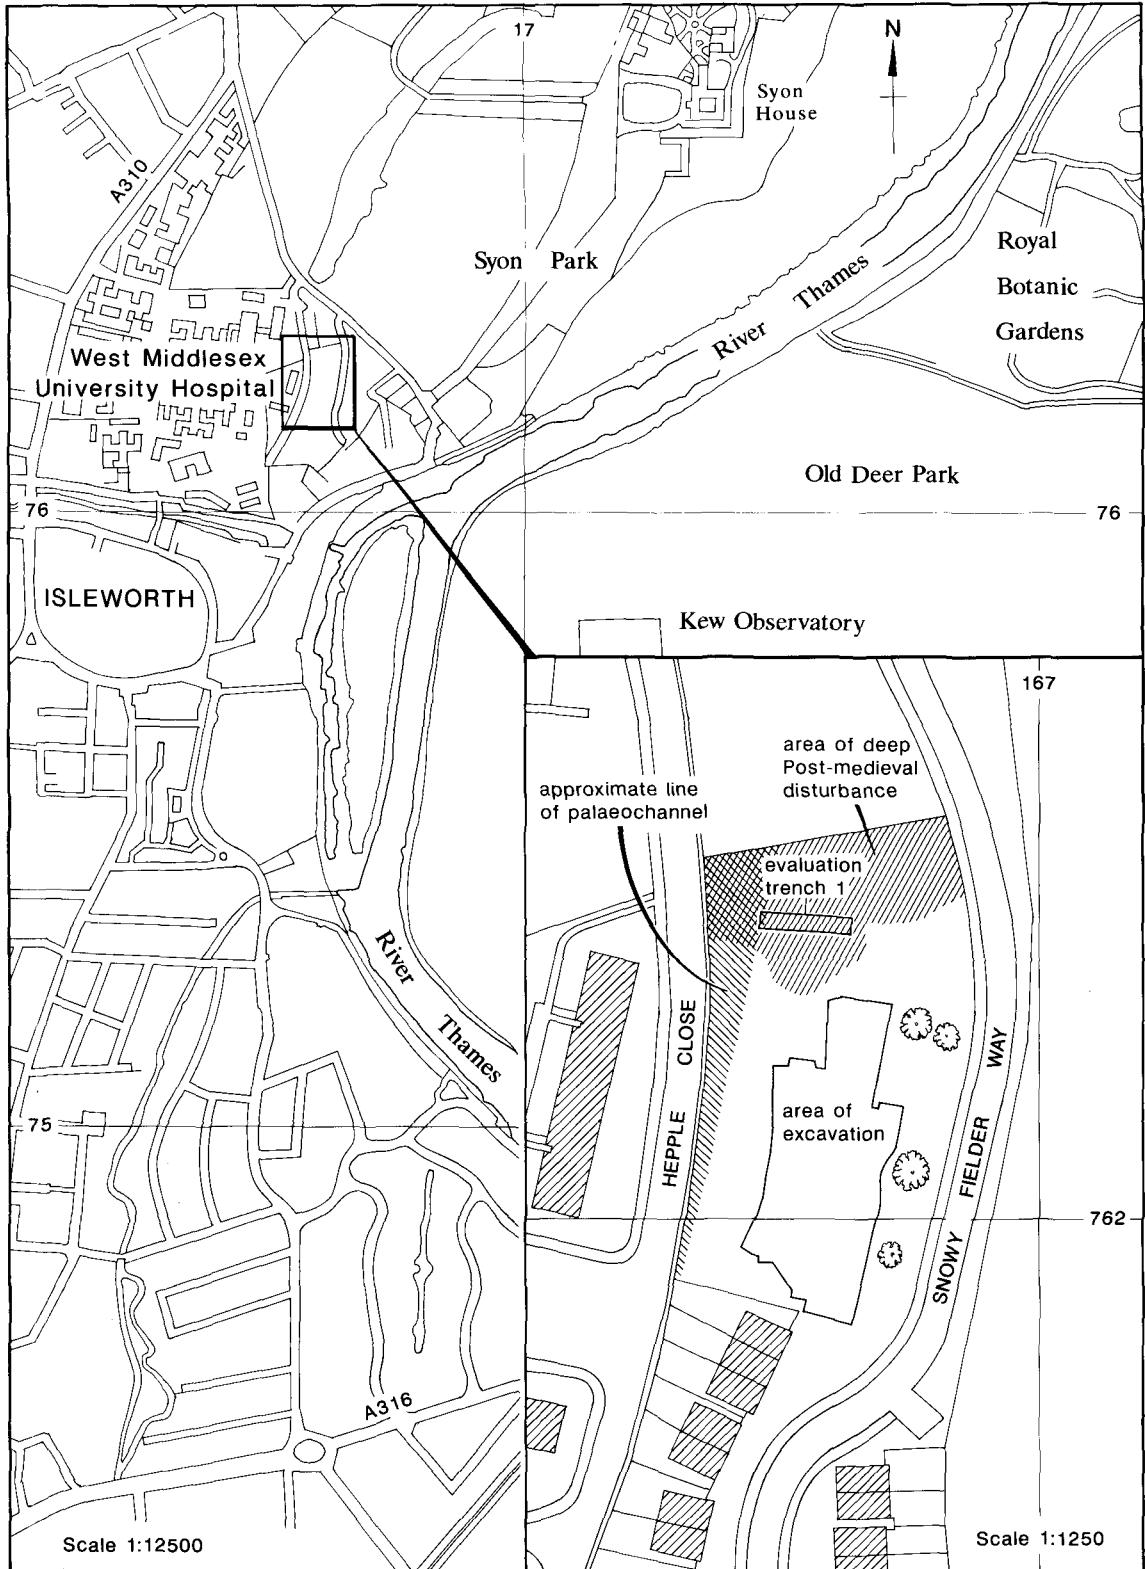 17
N
Syon
House
A310
Syon Park
River Thames
Royal
Botanic
Gardens
West Middlesex
University Hospital
Old Deer Park
76
76
ISLEWORTH
Kew Observatory
167
area of deep
Post-medieval
disturbance
approximate line
of palaeochannel
evaluation
trench 1
River Thames
HEPPLE CLOSE
SNOWY FIELDER WAY
area of
excavation
75
762
A316
Scale 1:12500
Scale 1:1250